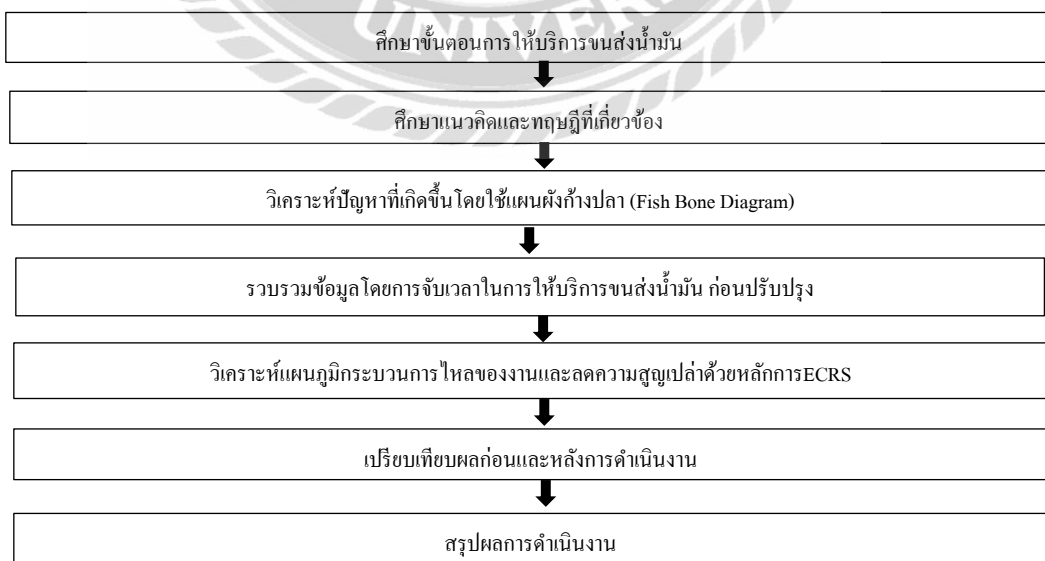 UNIVER
ศึกษาขั้นตอนการให้บริการขนส่งน้ำมัน
ศึกษาแนวคิดและทฤษฎีที่เกี่ยวข้อง
วิเคราะห์ปัญหาที่เกิดขึ้นโดยใช้แผนผังก้างปลา (Fish Bone Diagram)
รวบรวมข้อมูลโดยการจับเวลาในการให้บริการขนส่งน้ำมัน ก่อนปรับปรุง
วิเคราะห์แผนภูมิกระบวนการไหลของงานและลดความสูญเปล่าด้วยหลักการECRS
เปรียบเทียบผลก่อนและหลังการดำเนินงาน
สรุปผลการดำเนินงาน